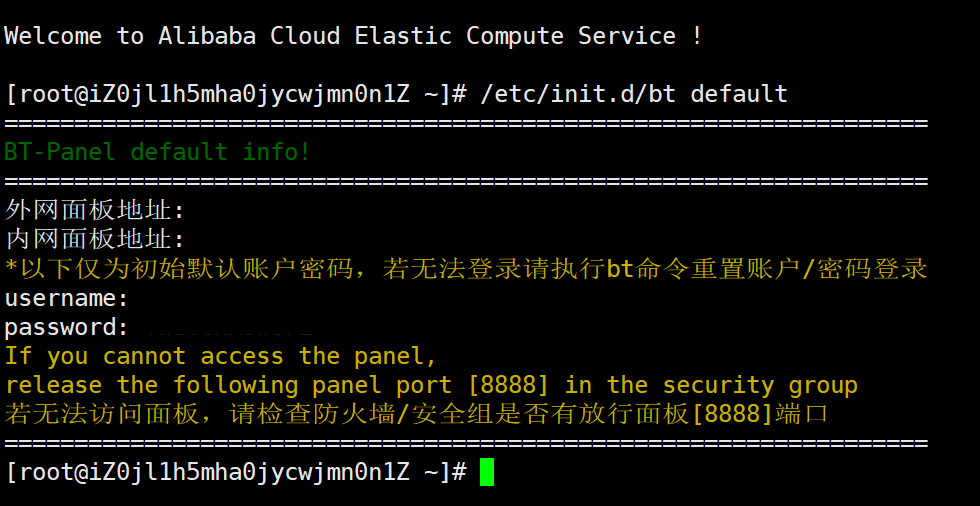 Welcome to Alibaba Cloud Elastic Compute Service !
[root@iZ0jl1h5mha0jycwjmn0n1Z ~]# /etc/init.d/bt default
==================================================================
BT-Panel default info!
==================================================================
外网面板地址:
内网面板地址:
*以下仅为初始默认账户密码，若无法登录请执行bt命令重置账户/密码登录
username:
password:
If you cannot access the panel,
release the following panel port [8888] in the security group
若无法访问面板，请检查防火墙/安全组是否有放行面板[8888]端口
==================================================================
[root@iZ0jl1h5mha0jycwjmn0n1Z ~]#